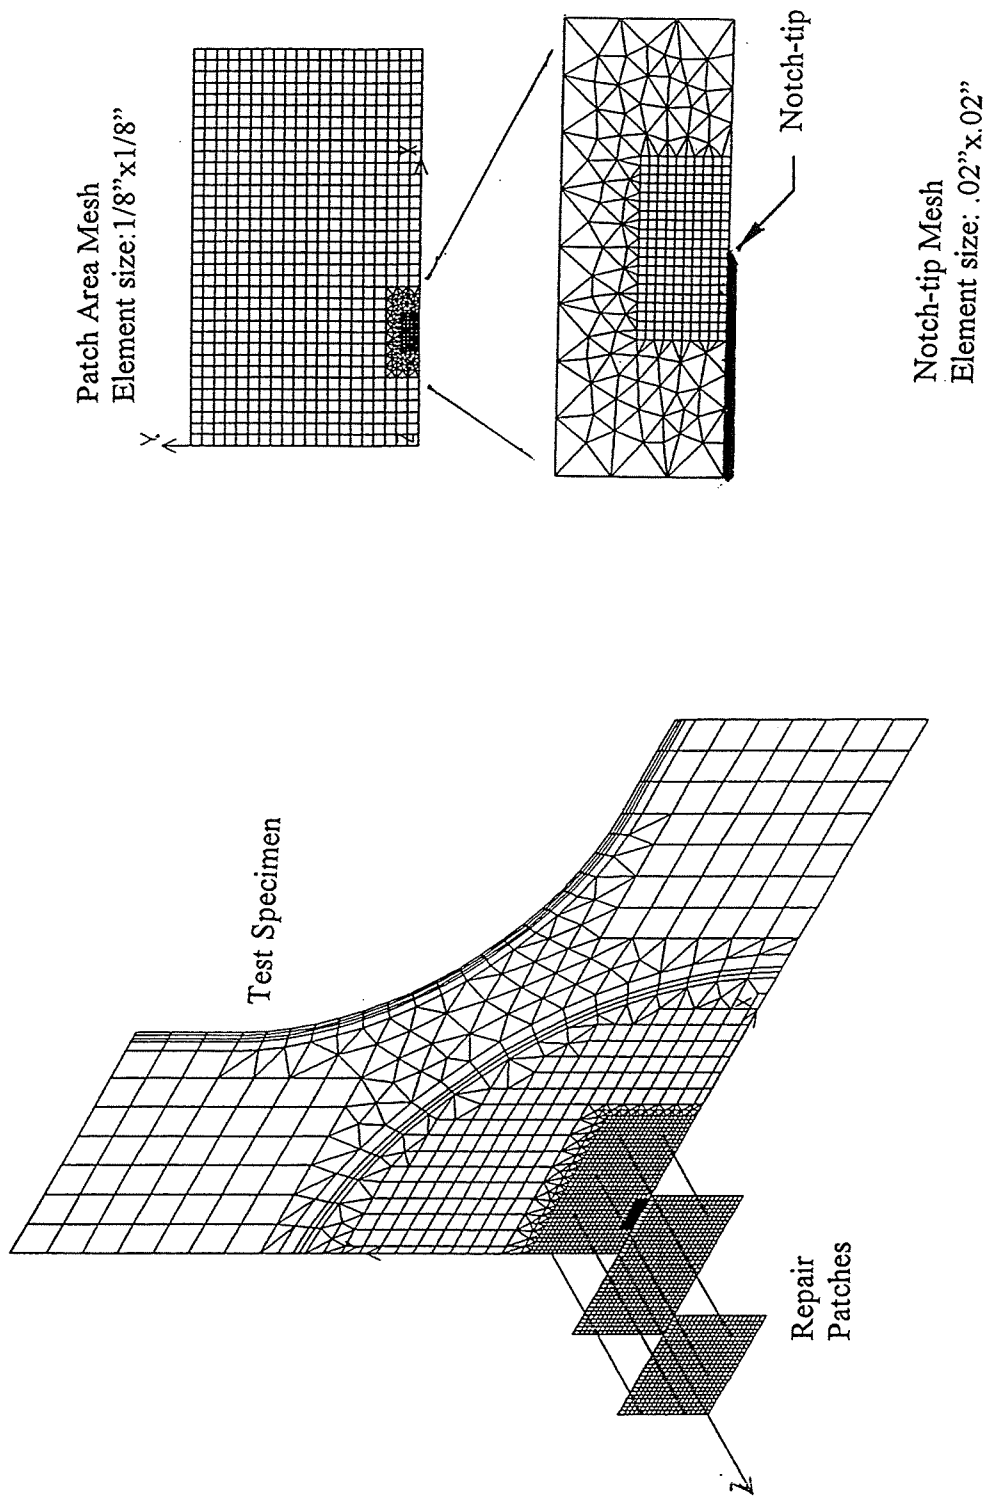 Patch Area Mesh
Element size:1/8”x1/8”
Y
X
Z
Notch-tip
Notch-tip Mesh
Element size: .02”x.02”
Test Specimen
Y
Repair
Patches
Z